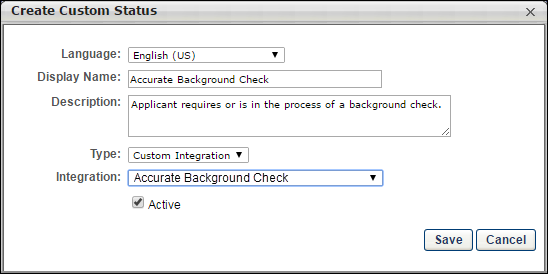 Create Custom Status
Language: English (US)
Display Name: Accurate Background Check
Description: Applicant requires or is in the process of a background check.
Type: Custom Integration
Integration: Accurate Background Check
Active
Save Cancel